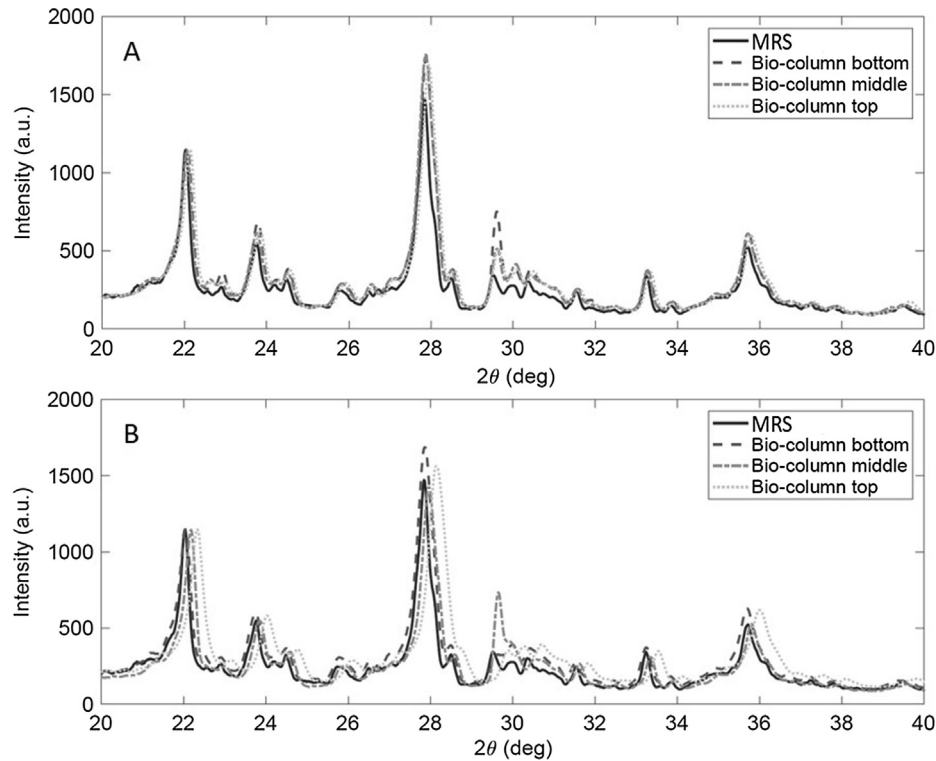 A
Intensity (a.u.)
2000
1500
1000
500
0
MRS
Bio-column bottom
Bio-column middle
Bio-column top
20 22 24 26 28 30 32 34 36 38 40
2θ (deg)
B
Intensity (a.u.)
2000
1500
1000
500
0
MRS
Bio-column bottom
Bio-column middle
Bio-column top
20 22 24 26 28 30 32 34 36 38 40
2θ (deg)